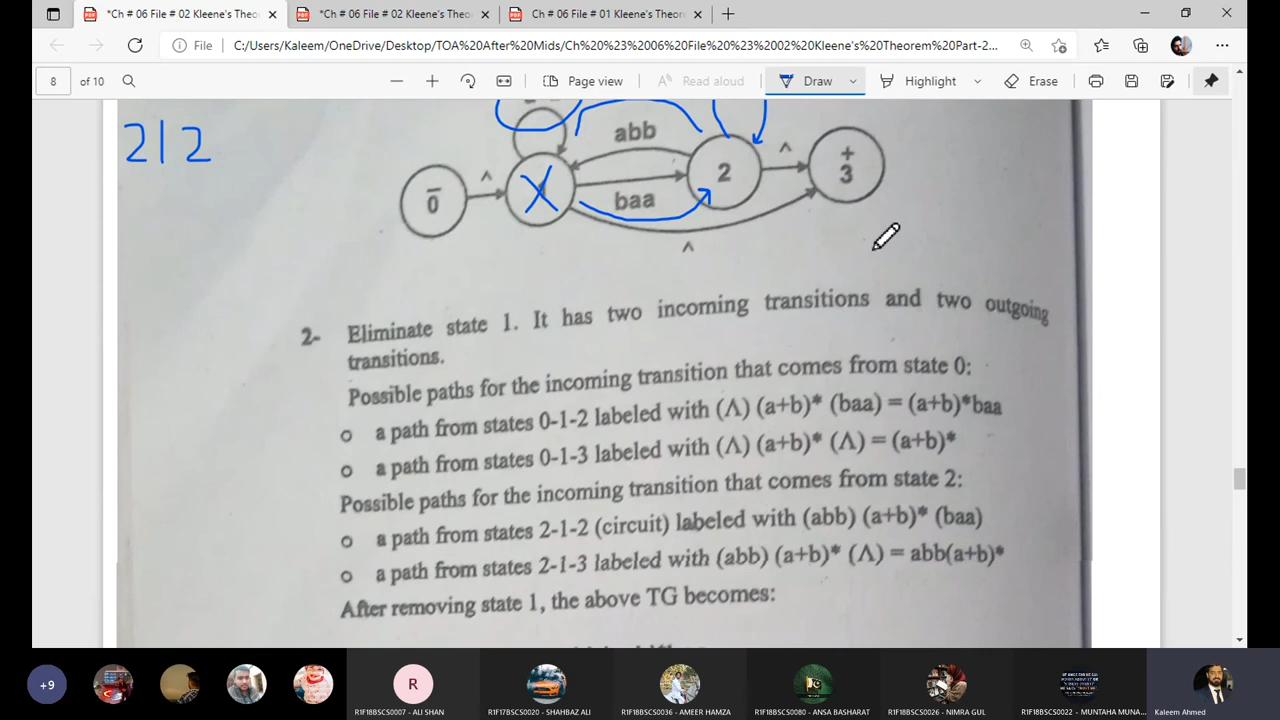 *Ch # 06 File # 02 Kleene's Theo
*Ch # 06 File # 02 Kleene's Theo
Ch # 06 File # 01 Kleene's Theor
File
C:/Users/Kaleem/OneDrive/Desktop/TOA%20After%20Mids/Ch%20%23%2006%20File%20%23%2002%20Kleene's%20Theorem%20Part-2...
8 of 10
Page view
Read aloud
Draw
Highlight
Erase
212
abb
Λ
Λ
–
0
X
2
+
3
baa
Λ
2- Eliminate state 1. It has two incoming transitions and two outgoing
transitions.
Possible paths for the incoming transition that comes from state 0:
o a path from states 0-1-2 labeled with (Λ) (a+b)* (baa) = (a+b)*baa
o a path from states 0-1-3 labeled with (Λ) (a+b)* (Λ) = (a+b)*
Possible paths for the incoming transition that comes from state 2:
o a path from states 2-1-2 (circuit) labeled with (abb) (a+b)* (baa)
o a path from states 2-1-3 labeled with (abb) (a+b)* (Λ) = abb(a+b)*
After removing state 1, the above TG becomes:
+9
R
R1F18BSCS0007 - ALI SHAN
R1F17BSCS0020 - SHAHBAZ ALI
R1F18BSCS0036 - AMEER HAMZA
R1F18BSCS0080 - ANSA BASHARAT
R1F18BSCS0026 - NIMRA GUL
R1F18BSCS0022 - MUNTAHA MUNA...
Kaleem Ahmed